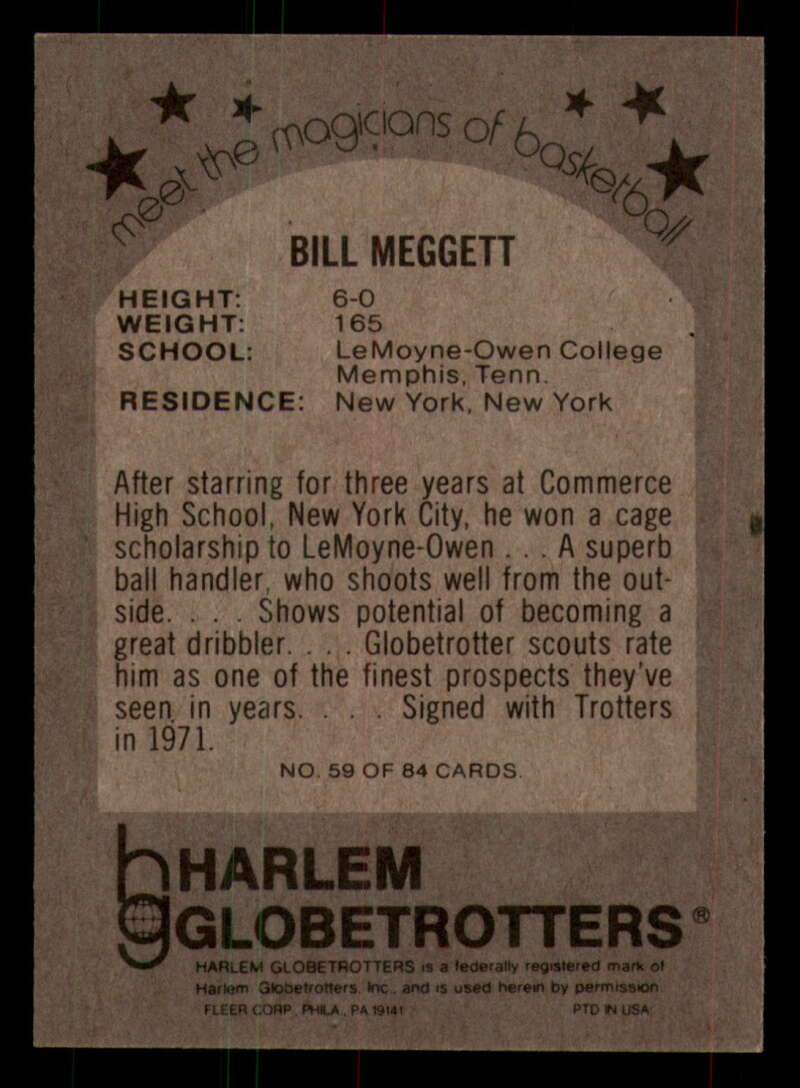 meet the magicians of basketball
BILL MEGGETT
HEIGHT: 6-0
WEIGHT: 165
SCHOOL: LeMoyne-Owen College
Memphis, Tenn.
RESIDENCE: New York, New York
After starring for three years at Commerce
High School, New York City, he won a cage
scholarship to LeMoyne-Owen . . . A superb
ball handler, who shoots well from the out-
side. . . . Shows potential of becoming a
great dribbler. . . . Globetrotter scouts rate
him as one of the finest prospects they've
seen in years. . . . Signed with Trotters
in 1971.
NO. 59 OF 84 CARDS.
hg HARLEM
GLOBETROTTERS®
HARLEM GLOBETROTTERS is a federally registered mark of
Harlem Globetrotters, Inc., and is used herein by permission.
FLEER CORP., PHILA., PA 19141 PTD IN USA